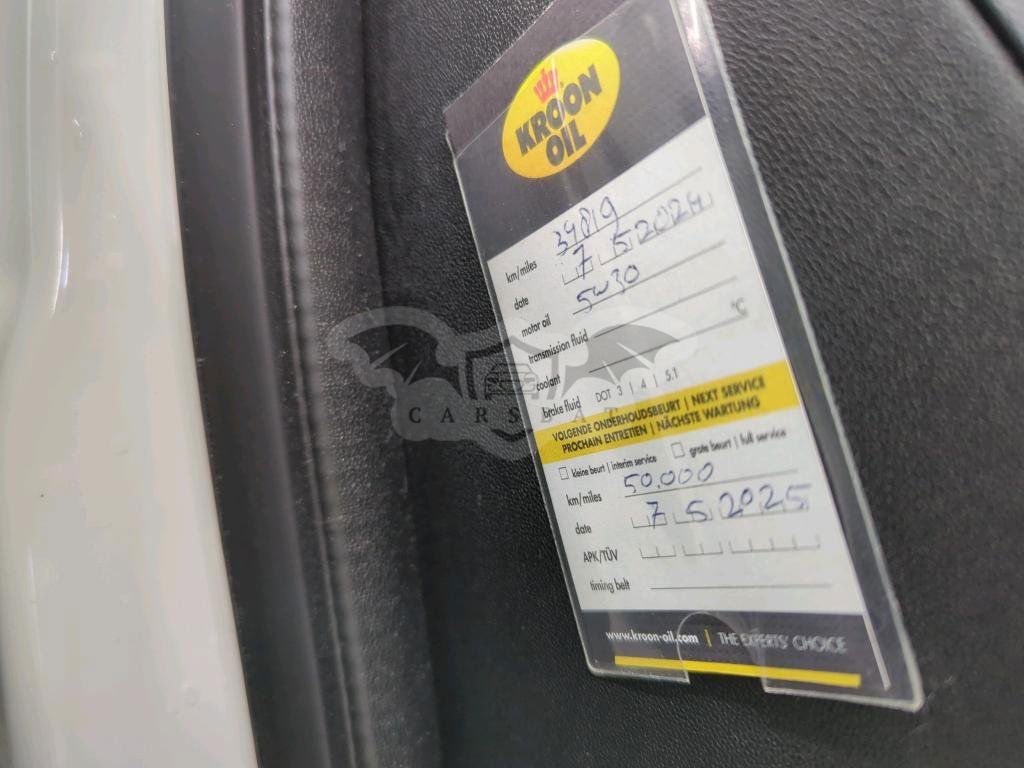 KROON
OIL
km/miles 39819
date 7 5 2024
motor oil 5w30
transmission fluid
coolant °C
brake fluid DOT 3 | 4 | 5.1
VOLGENDE ONDERHOUDSBEURT | NEXT SERVICE
PROCHAIN ENTRETIEN | NÄCHSTE WARTUNG
kleine beurt | interim service grote beurt | full service
km/miles 50.000
date 7 5 2025
APK/TÜV
timing belt
www.kroon-oil.com | THE EXPERTS' CHOICE